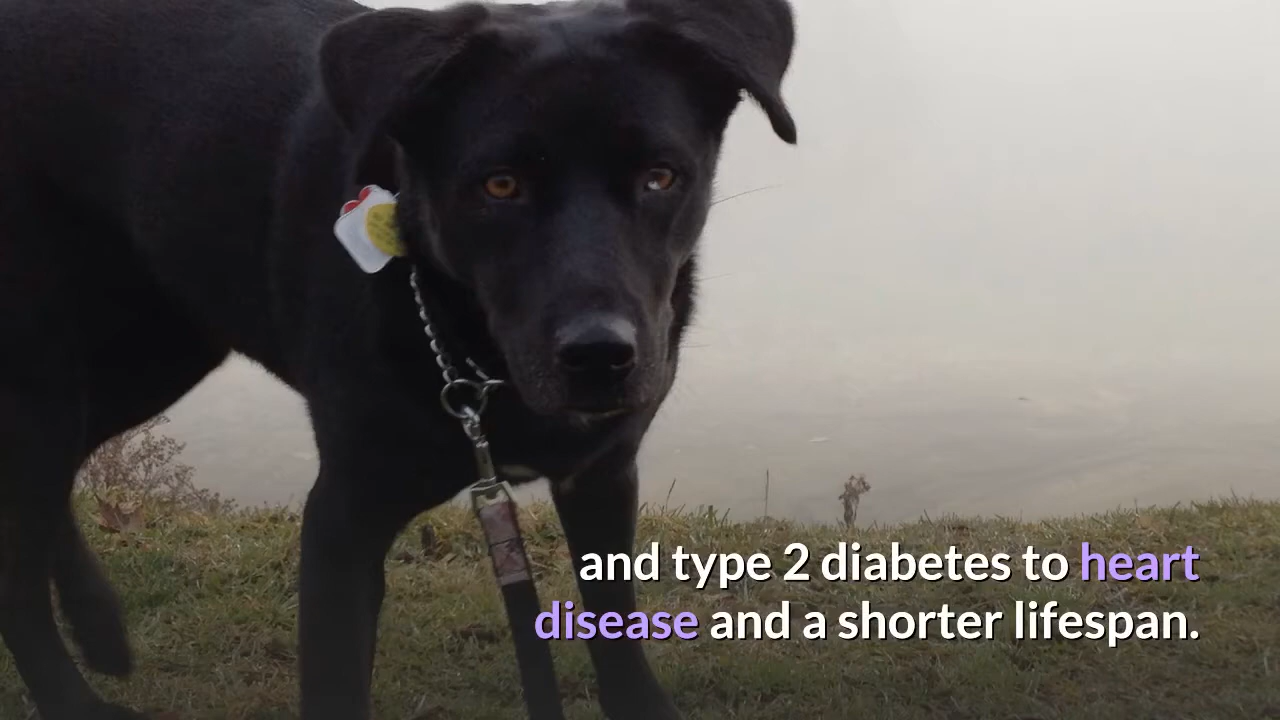 and type 2 diabetes to heart
disease and a shorter lifespan.